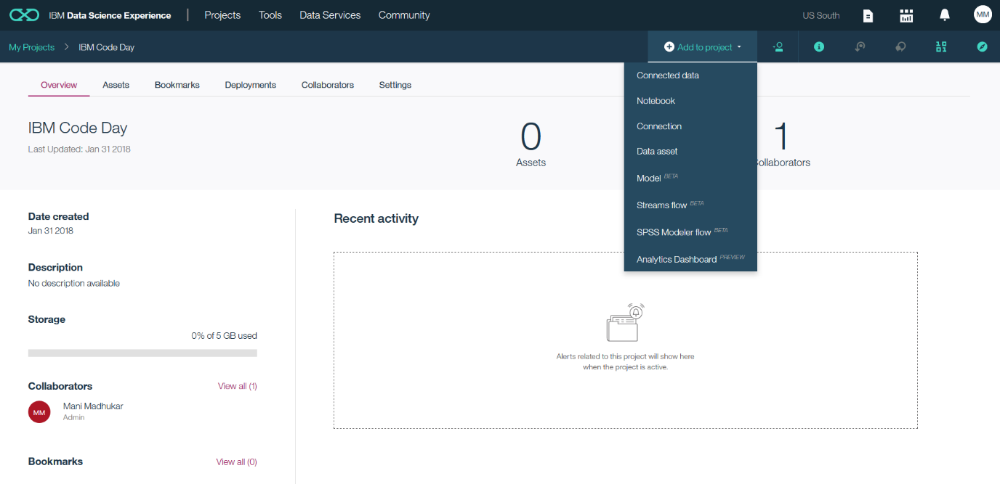 IBM Data Science Experience | Projects Tools Data Services Community US South MM
My Projects > IBM Code Day Add to project
Connected data
Notebook
Connection
Data asset
Model BETA
Streams flow BETA
SPSS Modeler flow BETA
Analytics Dashboard PREVIEW
Overview Assets Bookmarks Deployments Collaborators Settings
IBM Code Day
Last Updated: Jan 31 2018
0
Assets
1
ollaborators
Date created
Jan 31 2018
Description
No description available
Storage
0% of 5 GB used
Collaborators View all (1)
MM Mani Madhukar
Admin
Bookmarks View all (0)
Recent activity
Alerts related to this project will show here
when the project is active.